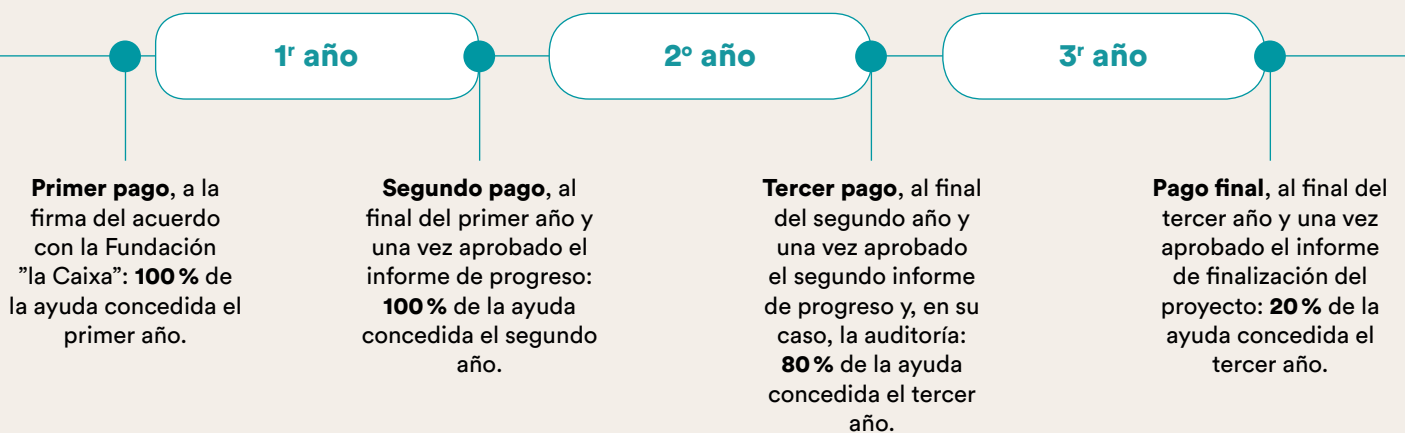 1r año
2º año
3r año
Primer pago, a la
firma del acuerdo
con la Fundación
”la Caixa”: 100 % de
la ayuda concedida el
primer año.
Segundo pago, al
final del primer año y
una vez aprobado el
informe de progreso:
100 % de la ayuda
concedida el segundo
año.
Tercer pago, al final
del segundo año y
una vez aprobado
el segundo informe
de progreso y, en su
caso, la auditoría:
80 % de la ayuda
concedida el tercer
año.
Pago final, al final del
tercer año y una vez
aprobado el informe
de finalización del
proyecto: 20 % de la
ayuda concedida el
tercer año.